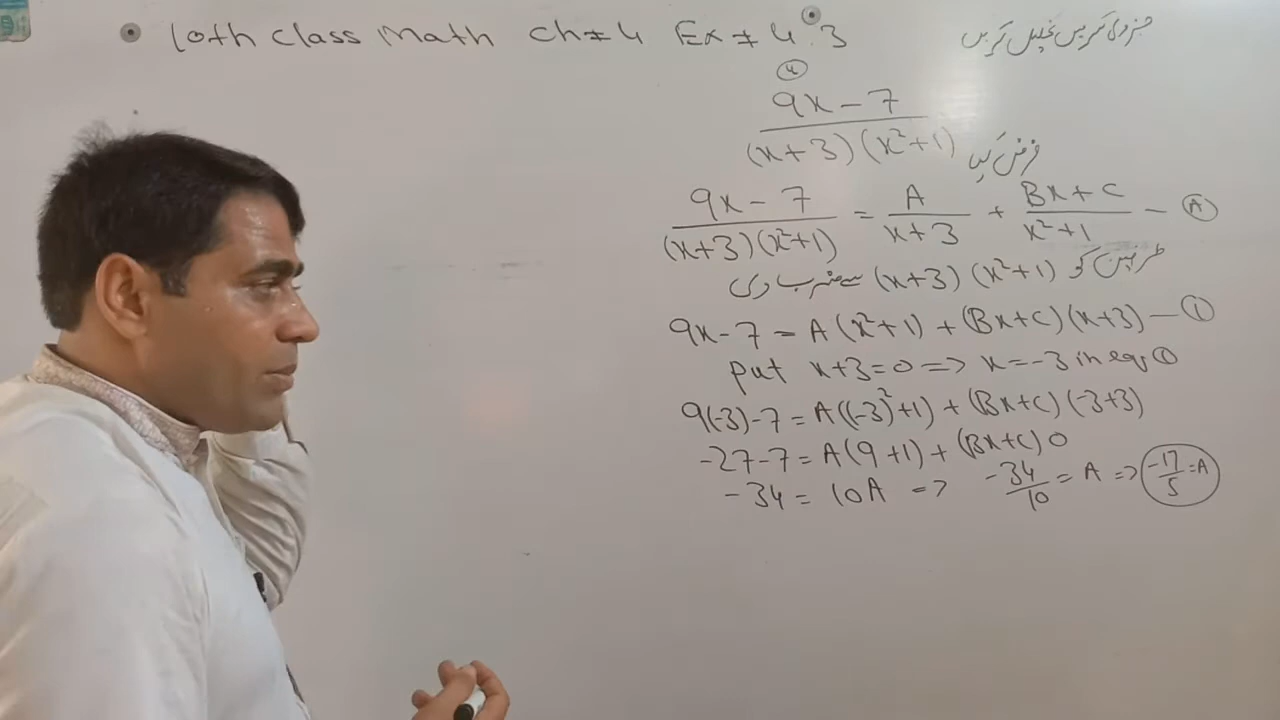 10th class Math ch#4 Ex#4.3 جزوی کسریں تحلیل کریں
④
9x-7
(x+3)(x²+1)
فرض کیا
9x-7/(x+3)(x²+1) = A/x+3 + Bx+C/x²+1 - Ⓐ
طرفین کو (x+3)(x²+1) سے ضرب دی
9x-7 = A(x²+1) + (Bx+C)(x+3) - ①
put x+3=0 => x=-3 in eq ①
9(-3)-7 = A((-3)²+1) + (Bx+C)(-3+3)
-27-7 = A(9+1) + (Bx+C)0
-34 = 10A => -34/10 = A => -17/5 = A